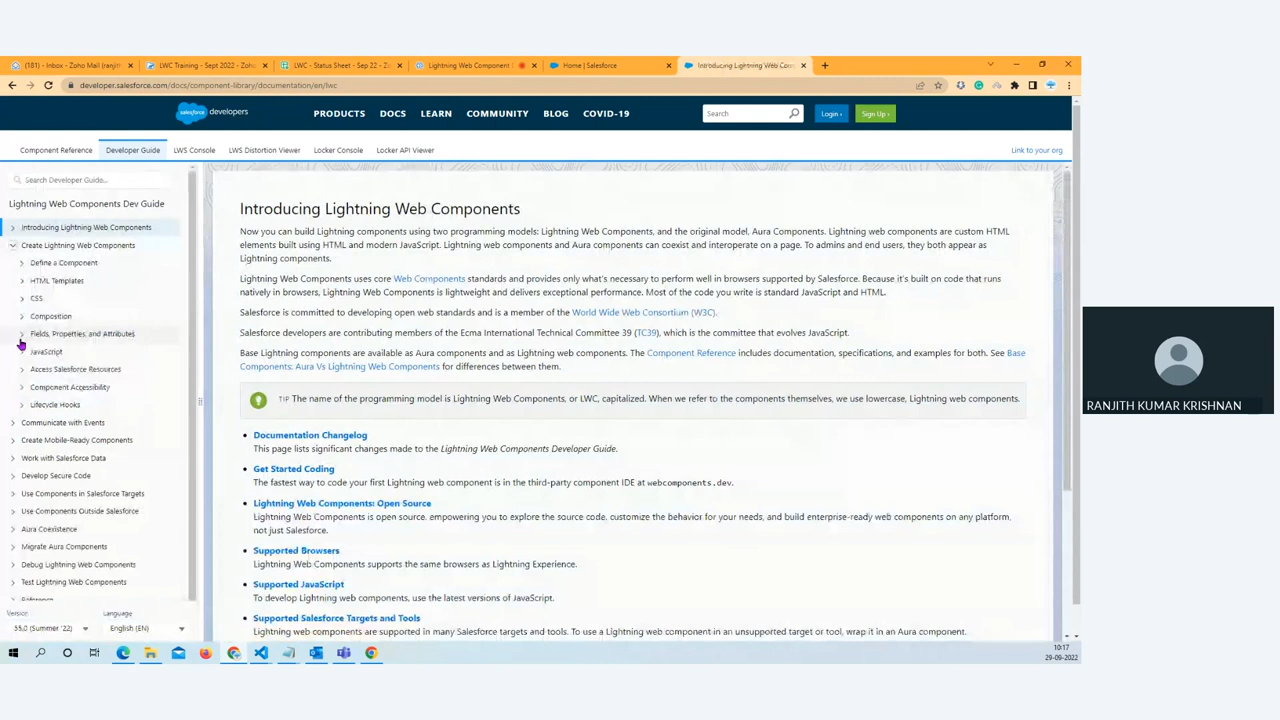 (181) - Inbox - Zoho Mail (ranjith
LWC Training - Sept 2022 - Zoho
LWC - Status Sheet - Sep 22 - Zo
Lightning Web Component
Home | Salesforce
Introducing Lightning Web Com
developer.salesforce.com/docs/component-library/documentation/en/lwc
salesforce
developers
PRODUCTS
DOCS
LEARN
COMMUNITY
BLOG
COVID-19
Search
Login ›
Sign Up ›
Component Reference
Developer Guide
LWS Console
LWS Distortion Viewer
Locker Console
Locker API Viewer
Link to your org
Search Developer Guide...
Lightning Web Components Dev Guide
Introducing Lightning Web Components
Create Lightning Web Components
Define a Component
HTML Templates
CSS
Composition
Fields, Properties, and Attributes
JavaScript
Access Salesforce Resources
Component Accessibility
Lifecycle Hooks
Communicate with Events
Create Mobile-Ready Components
Work with Salesforce Data
Develop Secure Code
Use Components in Salesforce Targets
Use Components Outside Salesforce
Aura Coexistence
Migrate Aura Components
Debug Lightning Web Components
Test Lightning Web Components
Reference
Version
Language
55.0 (Summer '22)
English (EN)
Introducing Lightning Web Components
Now you can build Lightning components using two programming models: Lightning Web Components, and the original model, Aura Components. Lightning web components are custom HTML
elements built using HTML and modern JavaScript. Lightning web components and Aura components can coexist and interoperate on a page. To admins and end users, they both appear as
Lightning components.
Lightning Web Components uses core Web Components standards and provides only what's necessary to perform well in browsers supported by Salesforce. Because it's built on code that runs
natively in browsers, Lightning Web Components is lightweight and delivers exceptional performance. Most of the code you write is standard JavaScript and HTML.
Salesforce is committed to developing open web standards and is a member of the World Wide Web Consortium (W3C).
Salesforce developers are contributing members of the Ecma International Technical Committee 39 (TC39), which is the committee that evolves JavaScript.
Base Lightning components are available as Aura components and as Lightning web components. The Component Reference includes documentation, specifications, and examples for both. See Base
Components: Aura Vs Lightning Web Components for differences between them.
TIP The name of the programming model is Lightning Web Components, or LWC, capitalized. When we refer to the components themselves, we use lowercase, Lightning web components.
• Documentation Changelog
This page lists significant changes made to the Lightning Web Components Developer Guide.
• Get Started Coding
The fastest way to code your first Lightning web component is in the third-party component IDE at webcomponents.dev.
• Lightning Web Components: Open Source
Lightning Web Components is open source, empowering you to explore the source code, customize the behavior for your needs, and build enterprise-ready web components on any platform,
not just Salesforce.
• Supported Browsers
Lightning Web Components supports the same browsers as Lightning Experience.
• Supported JavaScript
To develop Lightning web components, use the latest versions of JavaScript.
• Supported Salesforce Targets and Tools
Lightning web components are supported in many Salesforce targets and tools. To use a Lightning web component in an unsupported target or tool, wrap it in an Aura component.
RANJITH KUMAR KRISHNAN
10:17
29-09-2022